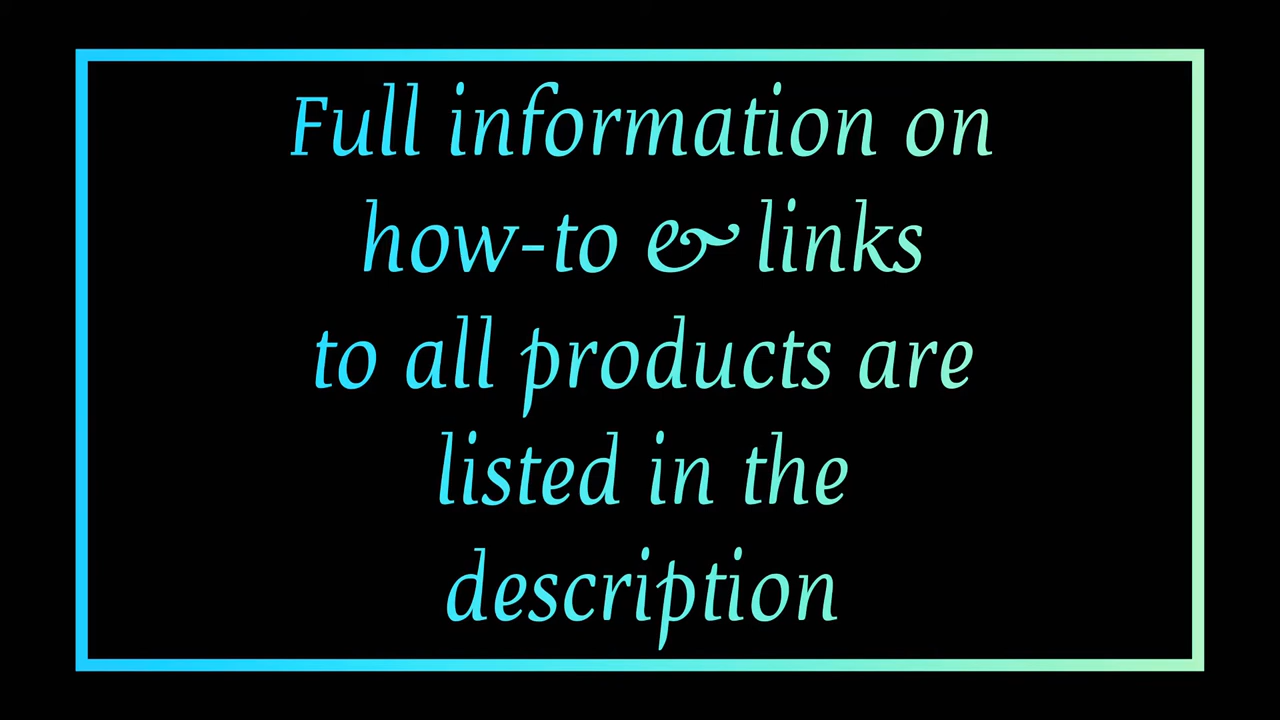 Full information on
how-to & links
to all products are
listed in the
description